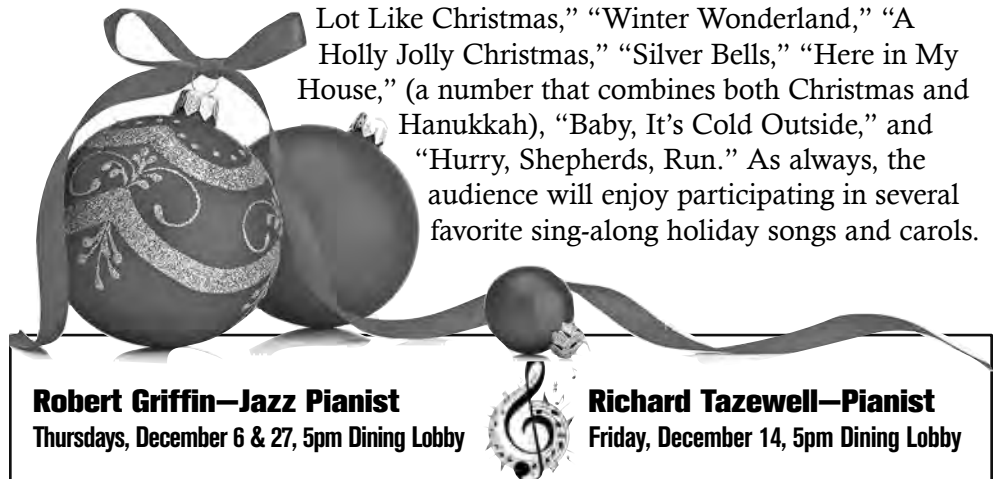 Lot Like Christmas,” “Winter Wonderland,” “A
Holly Jolly Christmas,” “Silver Bells,” “Here in My
House,” (a number that combines both Christmas and
Hanukkah), “Baby, It’s Cold Outside,” and
“Hurry, Shepherds, Run.” As always, the
audience will enjoy participating in several
favorite sing-along holiday songs and carols.
Robert Griffin—Jazz Pianist
Thursdays, December 6 & 27, 5pm Dining Lobby
Richard Tazewell—Pianist
Friday, December 14, 5pm Dining Lobby